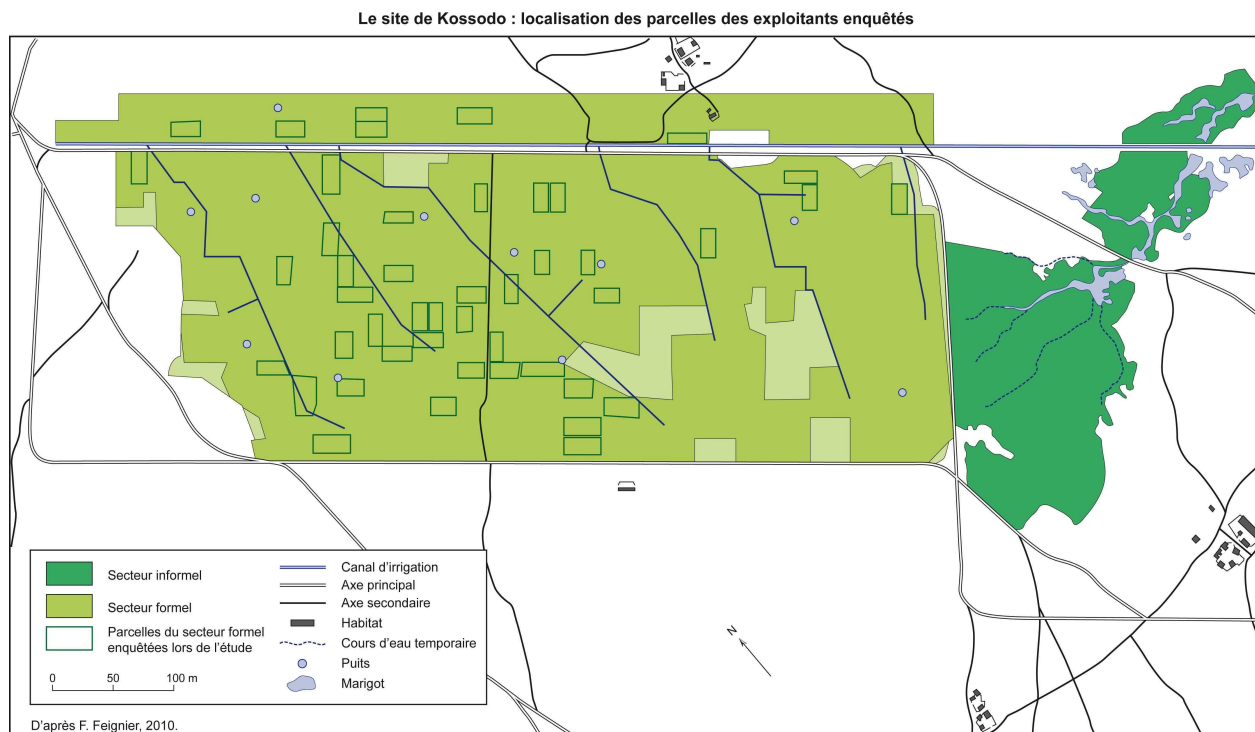 Le site de Kossodo : localisation des parcelles des exploitants enquêtés
N
Secteur informel
Secteur formel
Parcelles du secteur formel
enquêtées lors de l'étude
0 50 100 m
Canal d'irrigation
Axe principal
Axe secondaire
Habitat
Cours d'eau temporaire
Puits
Marigot
D'après F. Feignier, 2010.